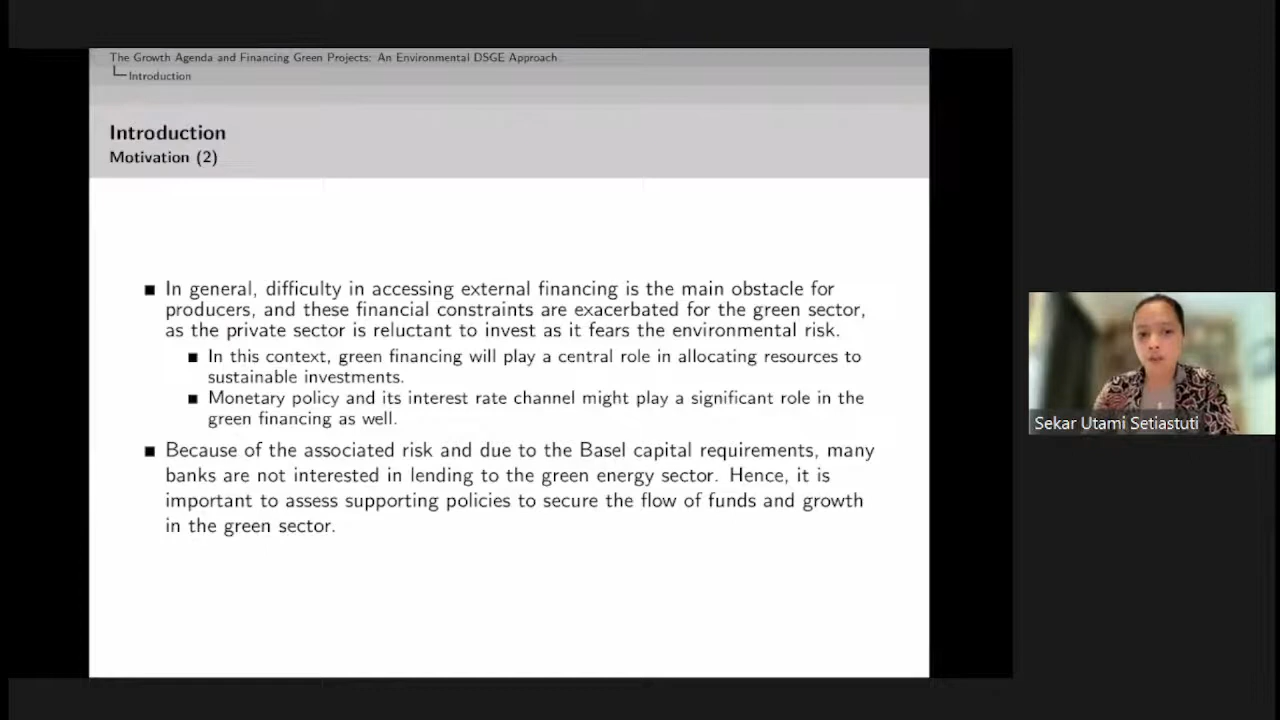 The Growth Agenda and Financing Green Projects: An Environmental DSGE Approach
Introduction
Introduction
Motivation (2)
In general, difficulty in accessing external financing is the main obstacle for
producers, and these financial constraints are exacerbated for the green sector,
as the private sector is reluctant to invest as it fears the environmental risk.
In this context, green financing will play a central role in allocating resources to
sustainable investments.
Monetary policy and its interest rate channel might play a significant role in the
green financing as well.
Because of the associated risk and due to the Basel capital requirements, many
banks are not interested in lending to the green energy sector. Hence, it is
important to assess supporting policies to secure the flow of funds and growth
in the green sector.
Sekar Utami Setiastuti